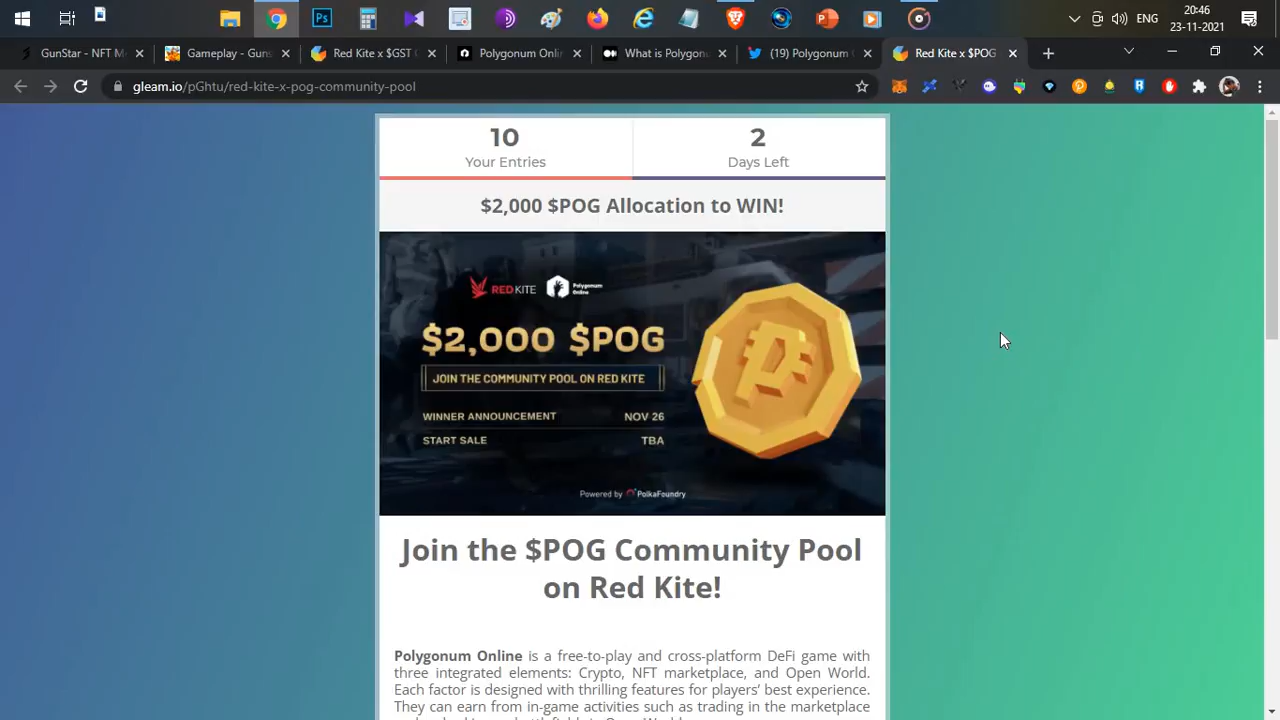 ENG
20:46
23-11-2021
GunStar - NFT M
Gameplay - Guns
Red Kite x $GST
Polygonum Onli
What is Polygonu
(19) Polygonum
Red Kite x $POG
gleam.io/pGhtu/red-kite-x-pog-community-pool
10
Your Entries
2
Days Left
$2,000 $POG Allocation to WIN!
REDKITE
Polygonum
Online
$2,000 $POG
JOIN THE COMMUNITY POOL ON RED KITE
WINNER ANNOUNCEMENT NOV 26
START SALE TBA
Powered by PolkaFoundry
Join the $POG Community Pool
on Red Kite!
Polygonum Online is a free-to-play and cross-platform DeFi game with
three integrated elements: Crypto, NFT marketplace, and Open World.
Each factor is designed with thrilling features for players' best experience.
They can earn from in-game activities such as trading in the marketplace